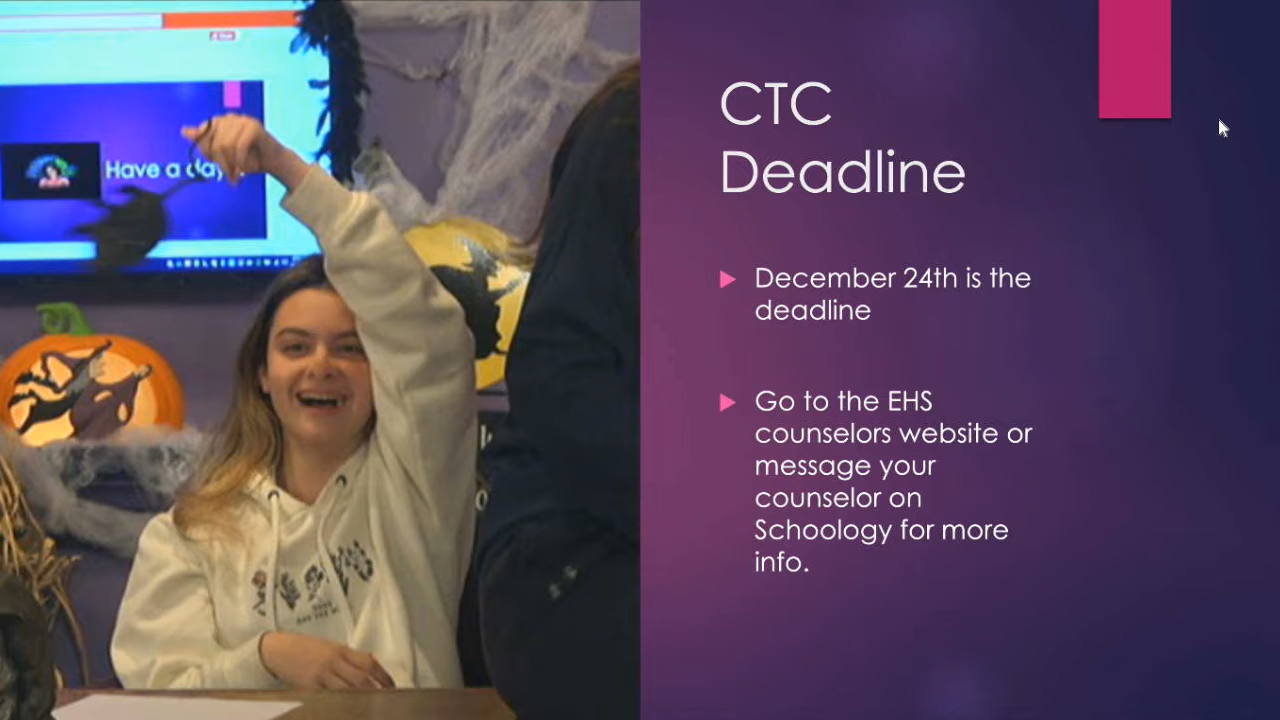 Have a day
CTC
Deadline
December 24th is the
deadline
Go to the EHS
counselors website or
message your
counselor on
Schoology for more
info.